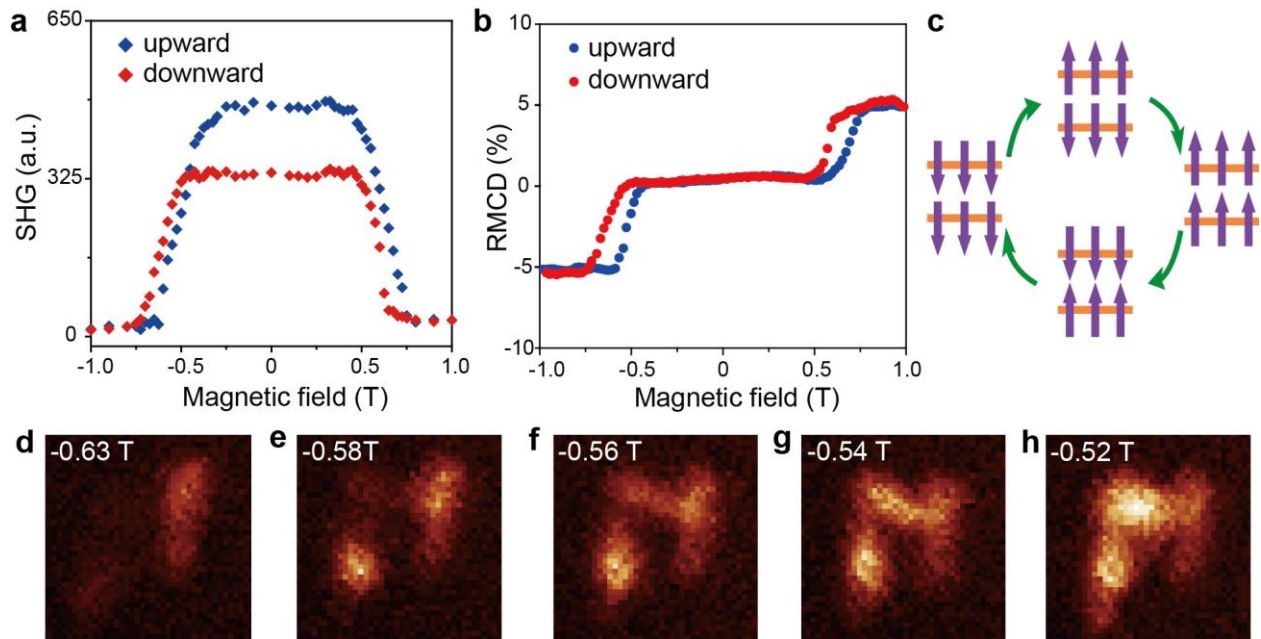 a
650
upward
downward
325
0
SHG (a.u.)
-1.0
-0.5
0
0.5
1.0
Magnetic field (T)
b
10
upward
downward
5
0
-5
-10
RMCD (%)
-1.0
-0.5
0
0.5
1.0
Magnetic field (T)
c
d
-0.63 T
e
-0.58T
f
-0.56 T
g
-0.54 T
h
-0.52 T